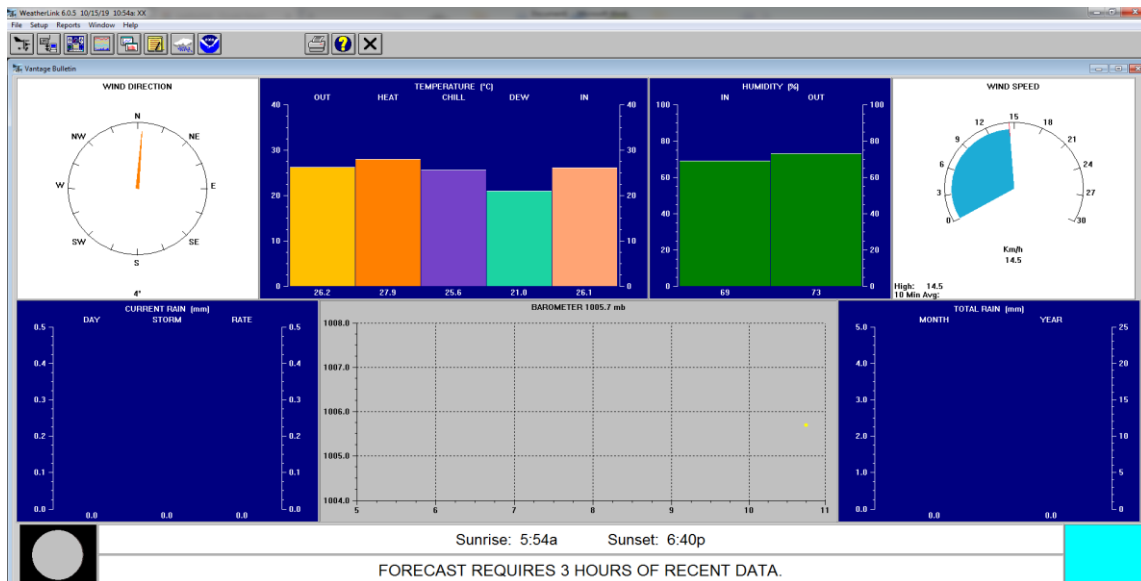 WeatherLink 6.0.5 10/15/19 10:54a: XX
File Setup Reports Window Help
Vantage Bulletin
WIND DIRECTION
N
NW NE
W E
SW SE
S
4°
TEMPERATURE (°C)
OUT HEAT CHILL DEW IN
40 40
30 30
20 20
10 10
0 0
26.2 27.9 25.6 21.0 26.1
HUMIDITY (%)
IN OUT
100 100
80 80
60 60
40 40
20 20
0 0
69 73
WIND SPEED
12 15 18
9 21
6 24
3 27
0 30
Km/h
14.5
High: 14.5
10 Min Avg:
CURRENT RAIN (mm)
DAY STORM RATE
0.5 0.5
0.4 0.4
0.3 0.3
0.2 0.2
0.1 0.1
0.0 0.0
0.0 0.0 0.0
BAROMETER 1005.7 mb
1008.0
1007.0
1006.0
1005.0
1004.0
5 6 7 8 9 10 11
TOTAL RAIN (mm)
MONTH YEAR
5.0 25
4.0 20
3.0 15
2.0 10
1.0 5
0.0 0
0.0 0.0
Sunrise: 5:54a Sunset: 6:40p
FORECAST REQUIRES 3 HOURS OF RECENT DATA.